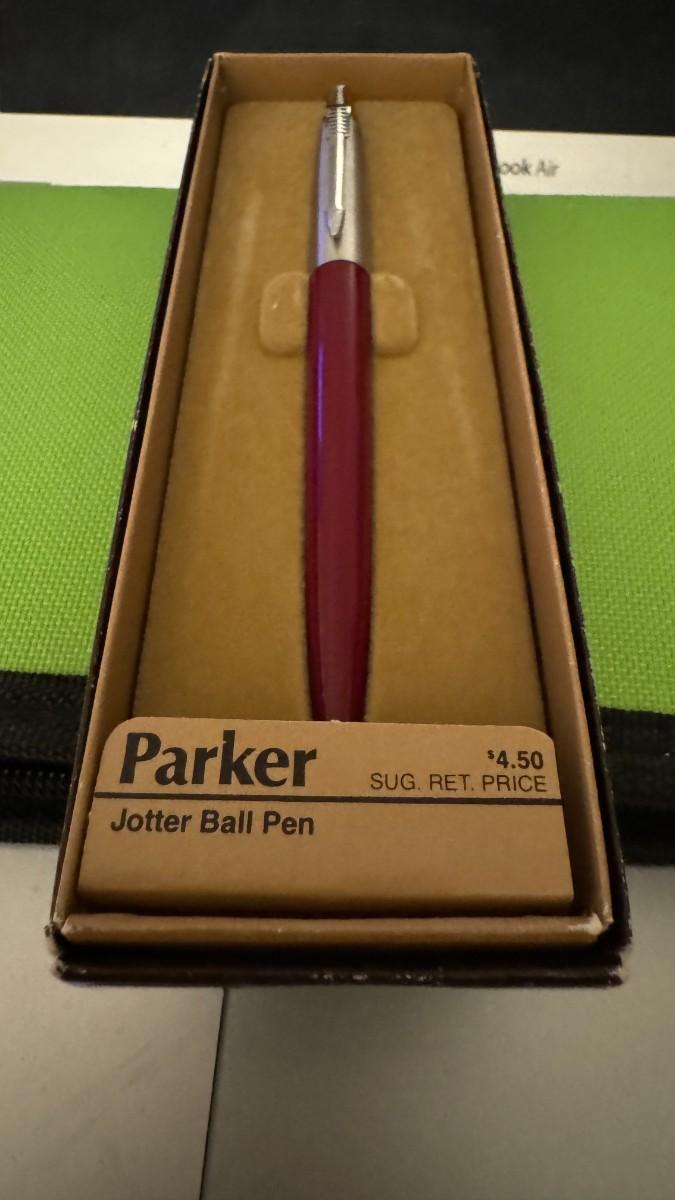 ook Air
Parker
$4.50
SUG. RET. PRICE
Jotter Ball Pen